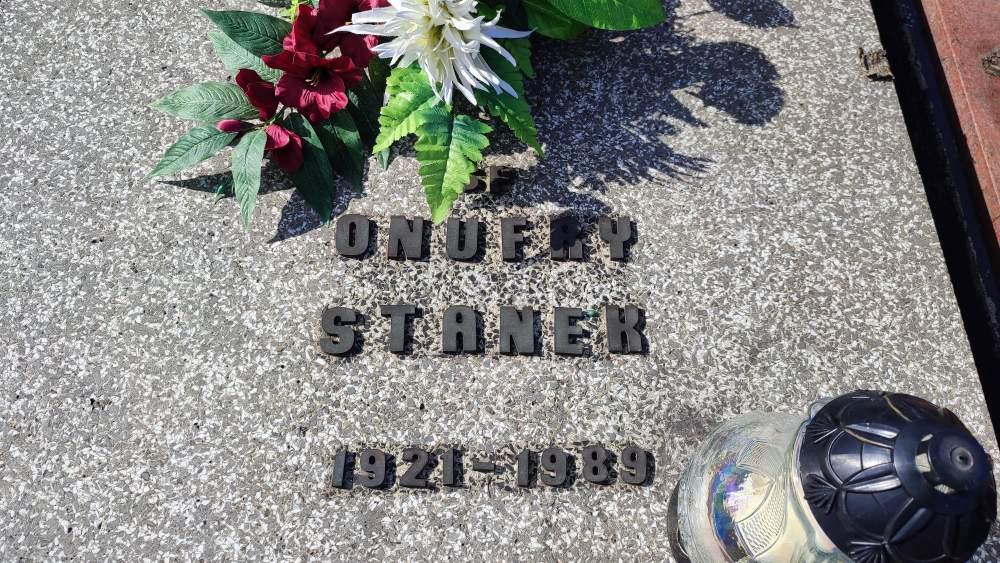 ONUFRY
STANEK
1921-1989